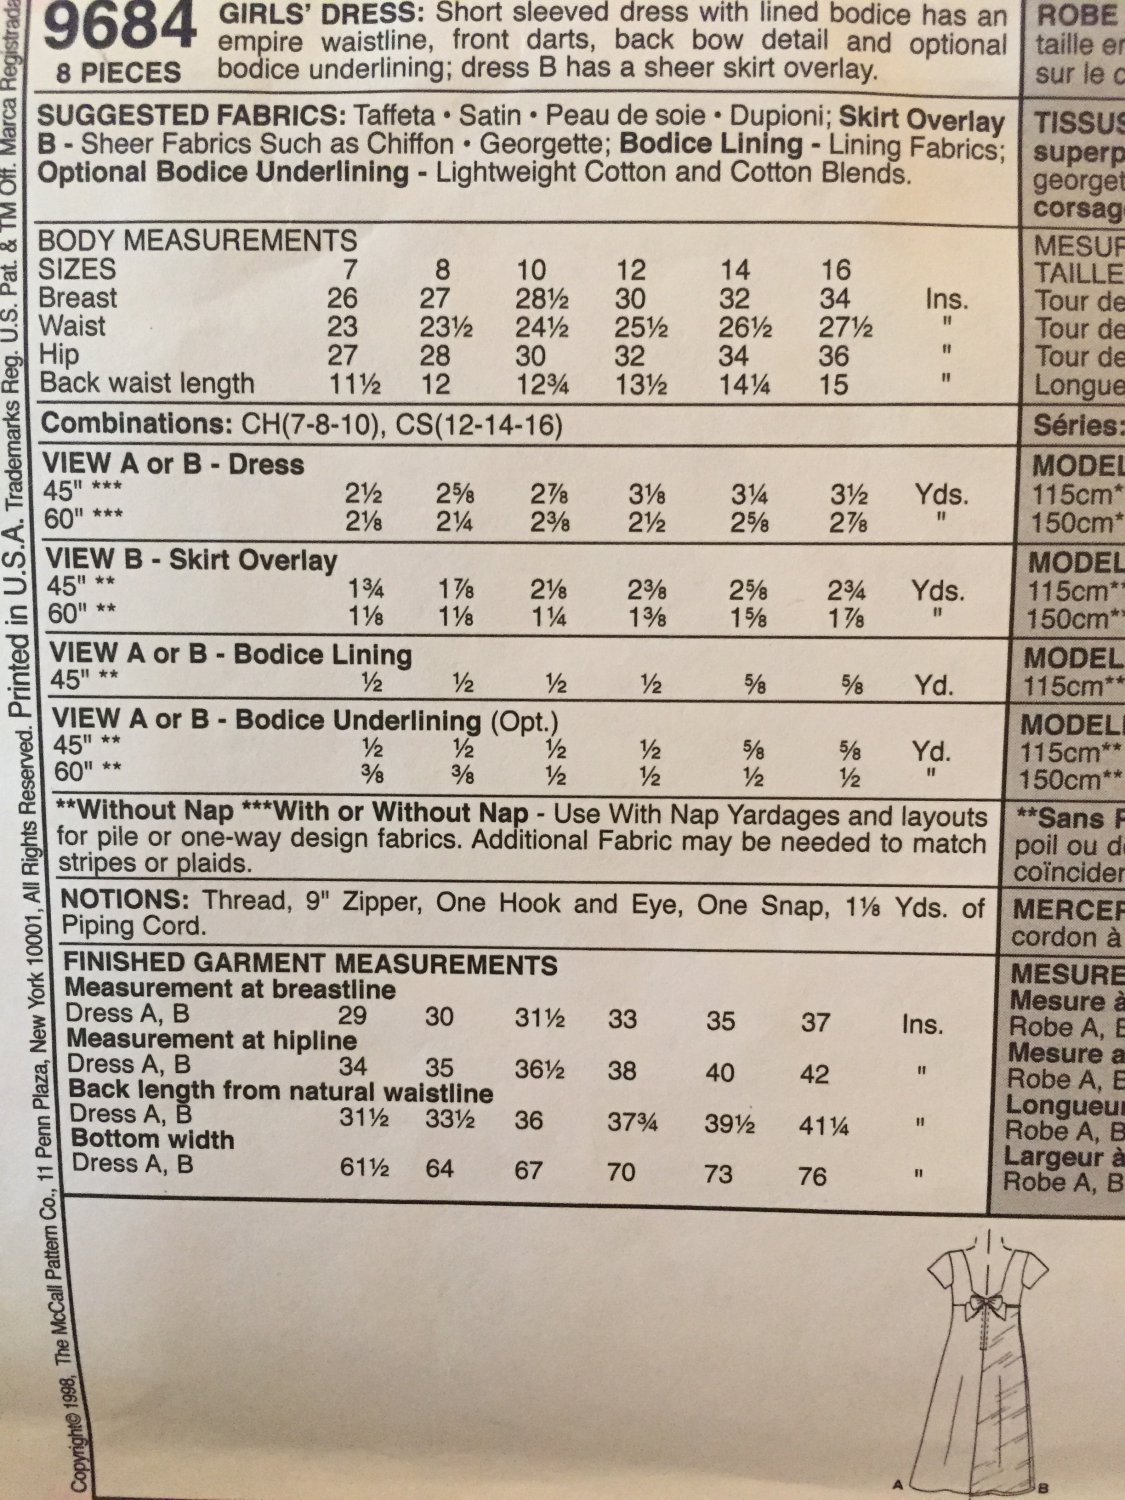 9684
8 PIECES
GIRLS' DRESS: Short sleeved dress with lined bodice has an
empire waistline, front darts, back bow detail and optional
bodice underlining; dress B has a sheer skirt overlay.
SUGGESTED FABRICS: Taffeta • Satin • Peau de soie • Dupioni; Skirt Overlay
B - Sheer Fabrics Such as Chiffon • Georgette; Bodice Lining - Lining Fabrics;
Optional Bodice Underlining - Lightweight Cotton and Cotton Blends.
BODY MEASUREMENTS
SIZES 7 8 10 12 14 16
Breast 26 27 28½ 30 32 34 Ins.
Waist 23 23½ 24½ 25½ 26½ 27½ "
Hip 27 28 30 32 34 36 "
Back waist length 11½ 12 12¾ 13½ 14¼ 15 "
Combinations: CH(7-8-10), CS(12-14-16)
VIEW A or B - Dress
45" *** 2½ 2⅝ 2⅞ 3⅛ 3¼ 3½ Yds.
60" *** 2⅛ 2¼ 2⅜ 2½ 2⅝ 2⅞ "
VIEW B - Skirt Overlay
45" ** 1¾ 1⅞ 2⅛ 2⅜ 2⅝ 2¾ Yds.
60" ** 1⅛ 1⅛ 1¼ 1⅜ 1⅝ 1⅞ "
VIEW A or B - Bodice Lining
45" ** ½ ½ ½ ½ ⅝ ⅝ Yd.
VIEW A or B - Bodice Underlining (Opt.)
45" ** ½ ½ ½ ½ ⅝ ⅝ Yd.
60" ** ⅜ ⅜ ½ ½ ½ ½ "
**Without Nap ***With or Without Nap - Use With Nap Yardages and layouts
for pile or one-way design fabrics. Additional Fabric may be needed to match
stripes or plaids.
NOTIONS: Thread, 9" Zipper, One Hook and Eye, One Snap, 1⅛ Yds. of
Piping Cord.
FINISHED GARMENT MEASUREMENTS
Measurement at breastline
Dress A, B 29 30 31½ 33 35 37 Ins.
Measurement at hipline
Dress A, B 34 35 36½ 38 40 42 "
Back length from natural waistline
Dress A, B 31½ 33½ 36 37¾ 39½ 41¼ "
Bottom width
Dress A, B 61½ 64 67 70 73 76 "
A B
ROBE
taille
sur le
TISSUS
superp
georget
corsag
MESUR
TAILLE
Tour de
Tour de
Tour de
Longue
Séries:
MODEL
115cm*
150cm*
MODEL
115cm**
150cm**
MODEL
115cm**
MODEL
115cm**
150cm**
**Sans
poil ou
coïncider
MERCER
cordon à
MESURE
Mesure à
Robe A, B
Mesure a
Robe A, B
Longueur
Robe A, B
Largeur à
Robe A, B
Copyright© 1998, The McCall Pattern Co., 11 Penn Plaza, New York 10001, All Rights Reserved. Printed in U.S.A. Trademarks Reg. U.S. Pat. & TM Off. Marca Registrada